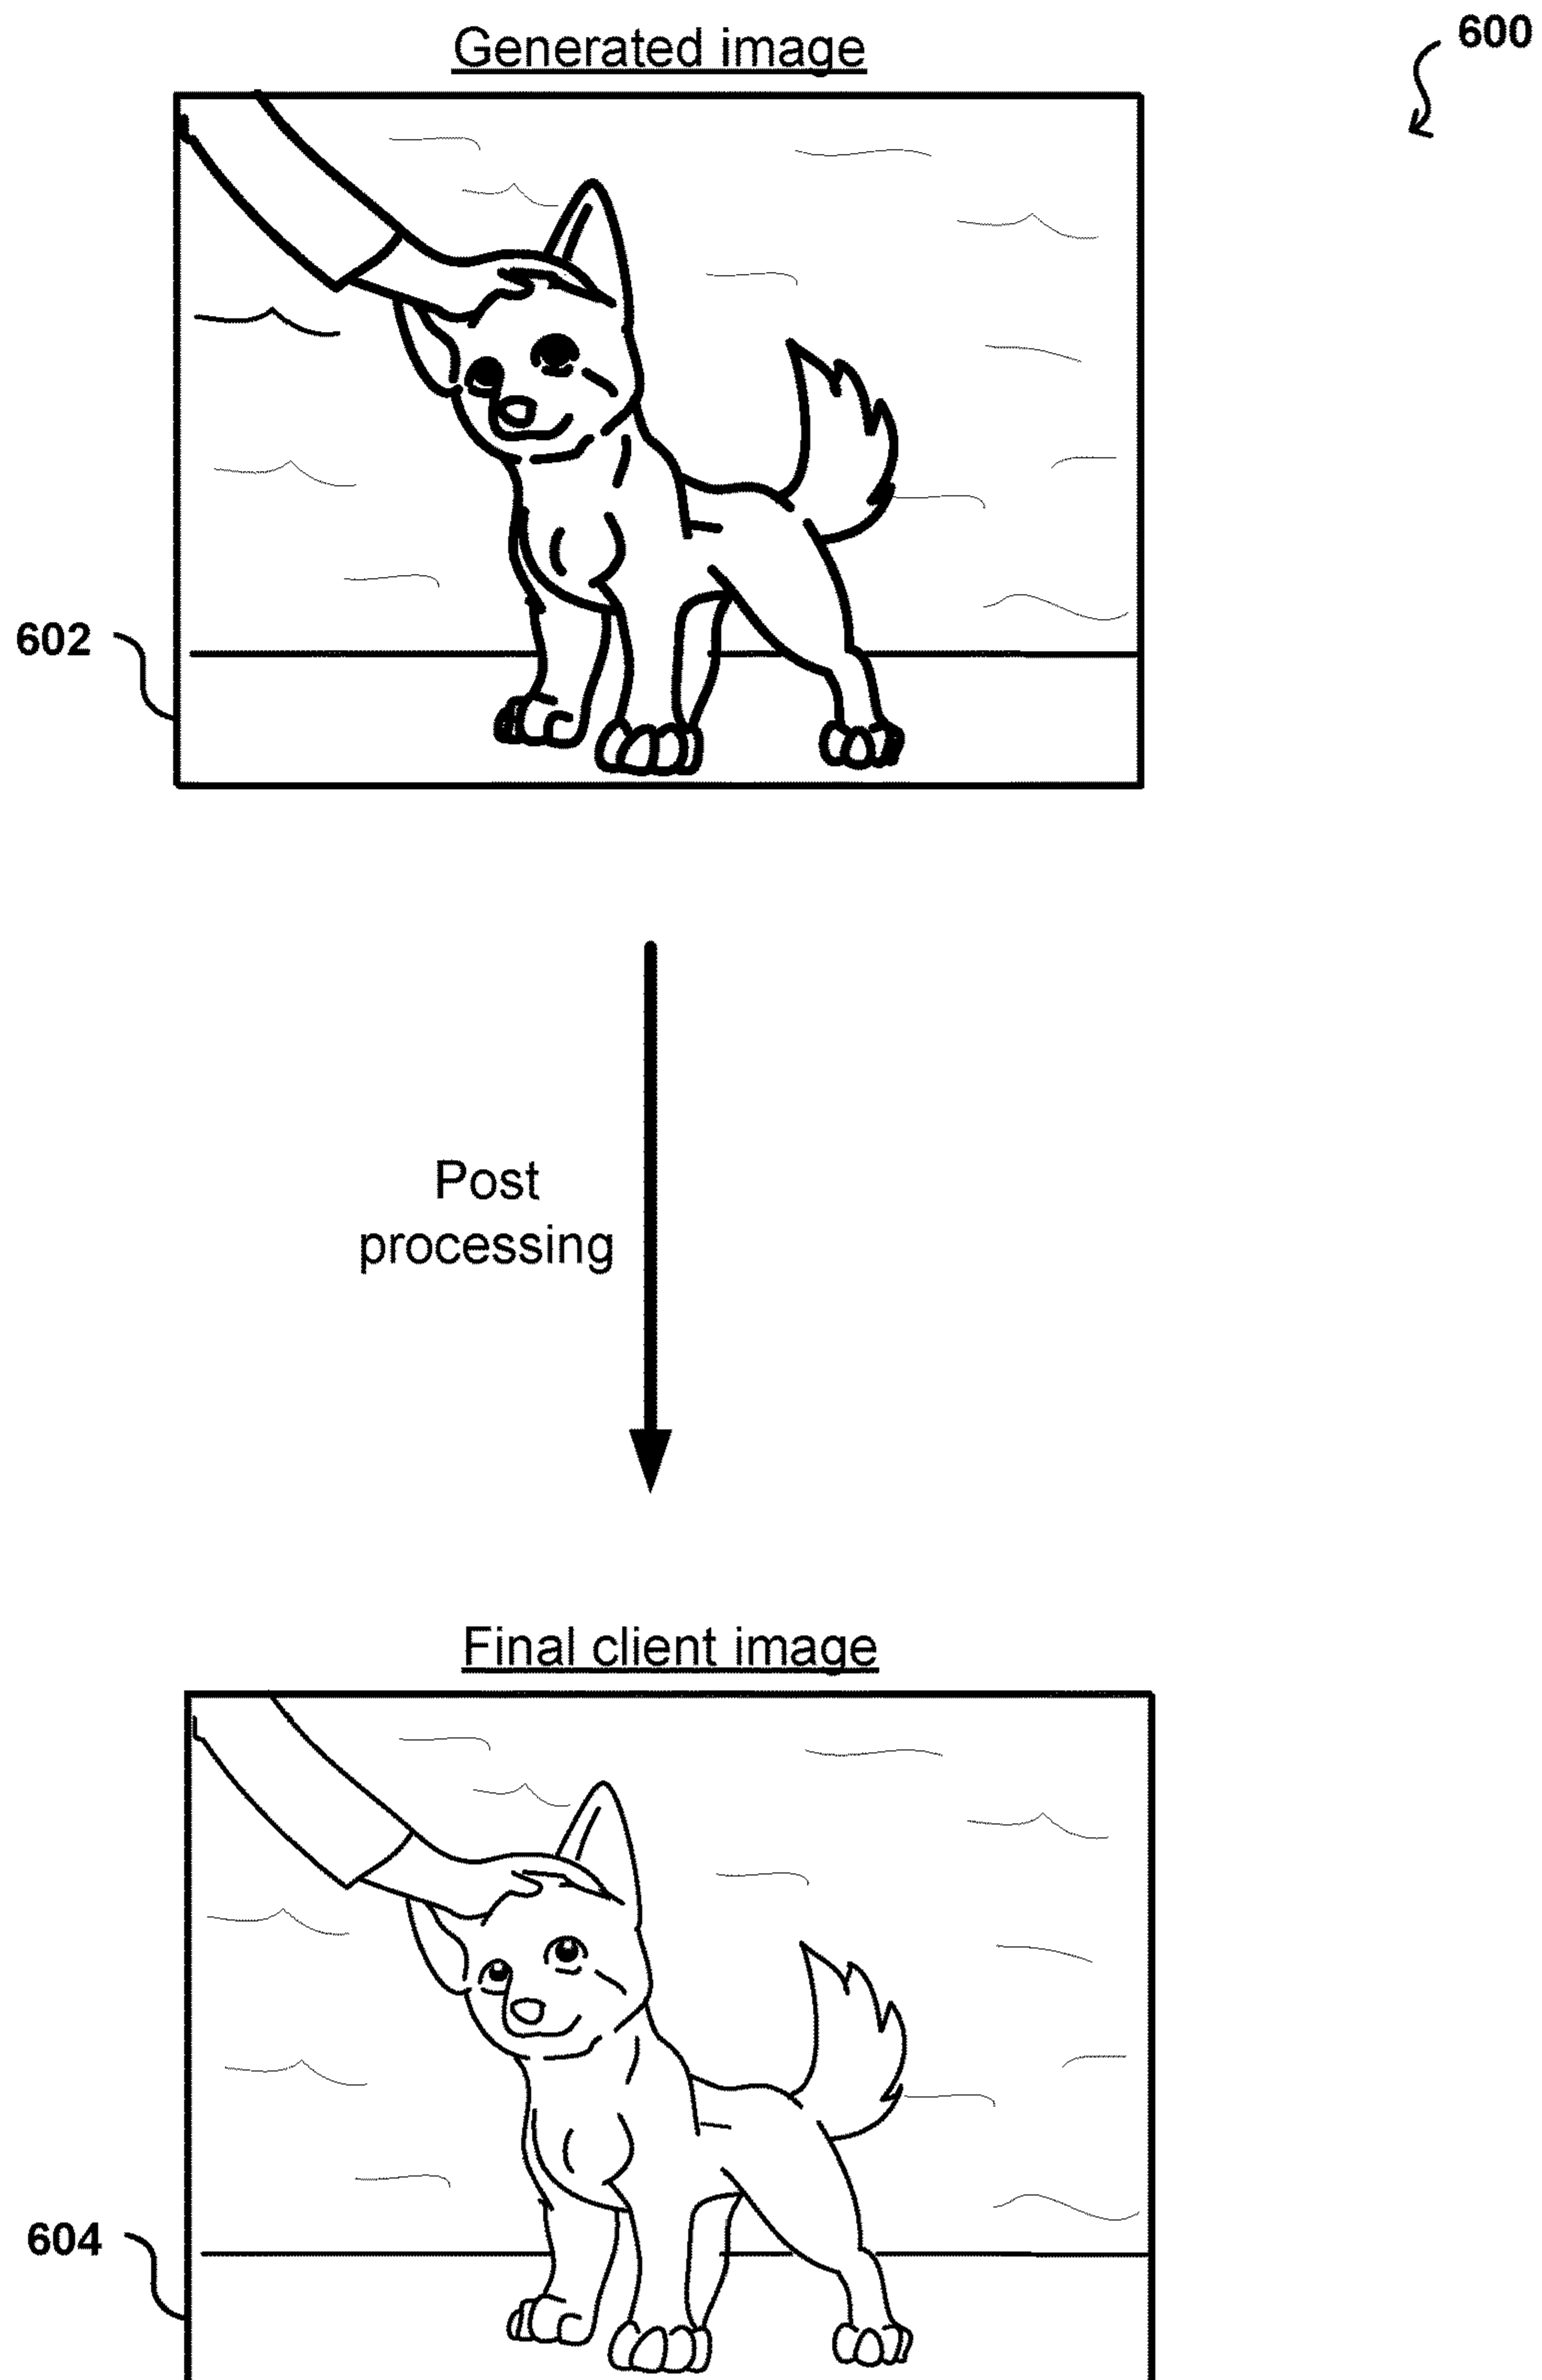 Generated image
600
602
Post
processing
Final client image
604